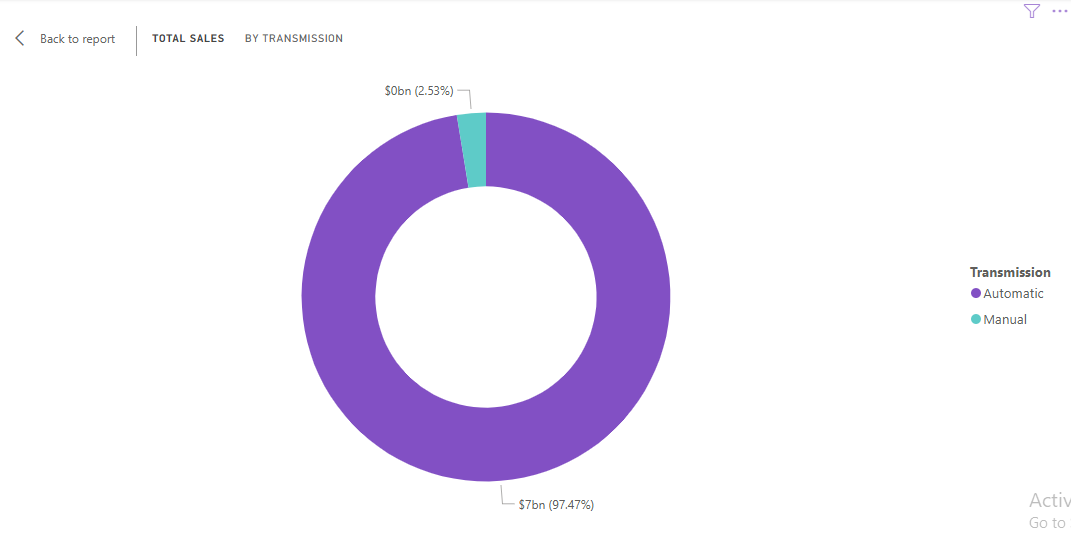 Back to report
TOTAL SALES
BY TRANSMISSION
$0bn (2.53%)
Transmission
Automatic
Manual
$7bn (97.47%)
Activ
Go to